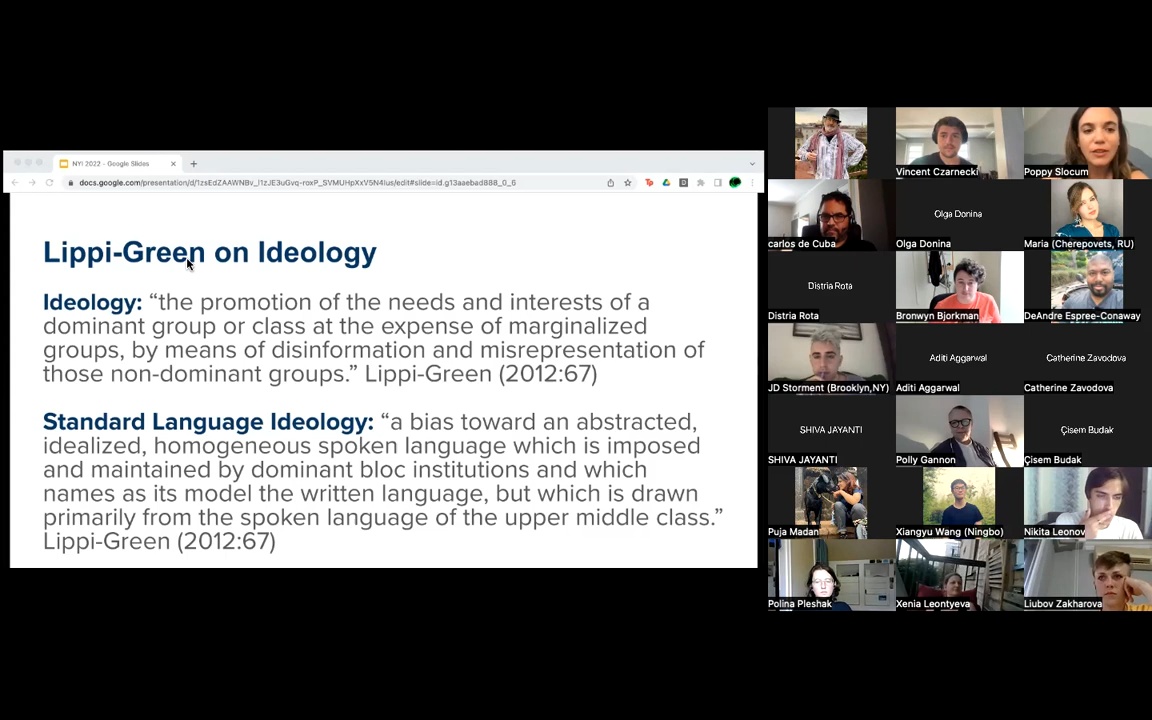 NYI 2022 - Google Slides
docs.google.com/presentation/d/1zsEdZAAWNBv_i1zJE3uGvq-roxP_5VMUHpXxV5N4Ius/edit#slide=id.g13aaebad888_0_6
Lippi-Green on Ideology
Ideology: “the promotion of the needs and interests of a
dominant group or class at the expense of marginalized
groups, by means of disinformation and misrepresentation of
those non-dominant groups.” Lippi-Green (2012:67)
Standard Language Ideology: “a bias toward an abstracted,
idealized, homogeneous spoken language which is imposed
and maintained by dominant bloc institutions and which
names as its model the written language, but which is drawn
primarily from the spoken language of the upper middle class.”
Lippi-Green (2012:67)
Vincent Czarnecki
Poppy Slocum
carlos de Cuba
Olga Donina
Olga Donina
Maria (Cherepovets, RU)
Distria Rota
Distria Rota
Bronwyn Bjorkman
DeAndre Espree-Conaway
JD Storment (Brooklyn,NY)
Aditi Aggarwal
Aditi Aggarwal
Catherine Zavodova
Catherine Zavodova
SHIVA JAYANTI
SHIVA JAYANTI
Polly Gannon
Çisem Budak
Çisem Budak
Puja Madan
Xiangyu Wang (Ningbo)
Nikita Leonov
Polina Pleshak
Xenia Leontyeva
Liubov Zakharova